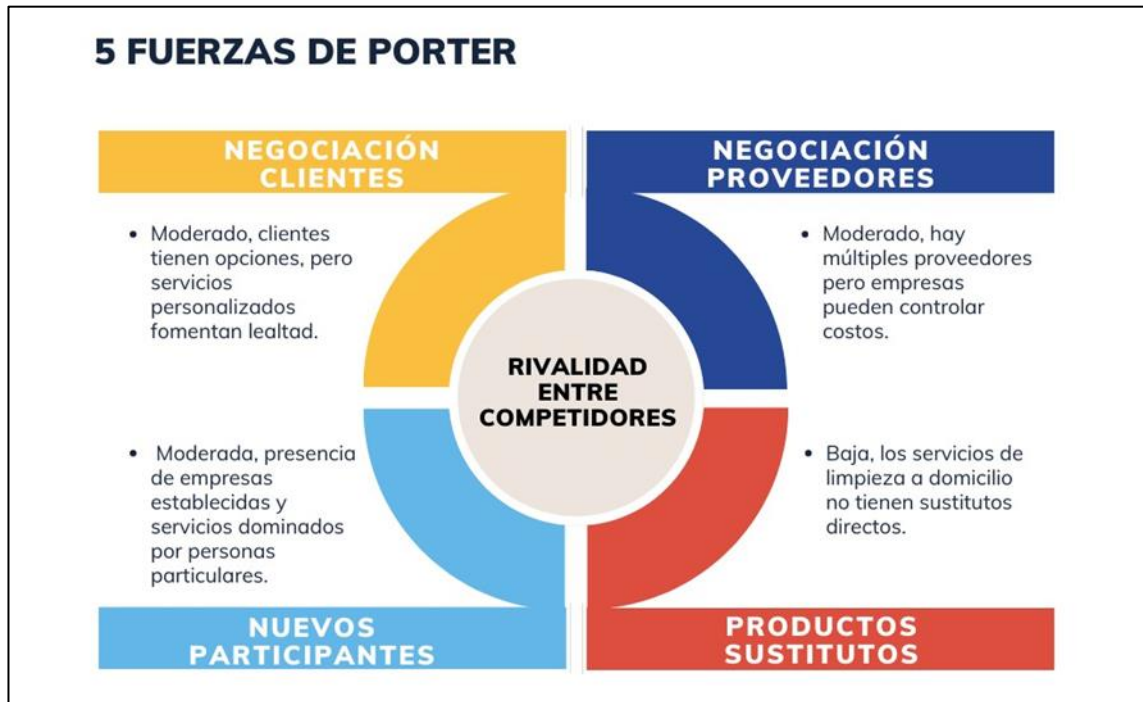 5 FUERZAS DE PORTER
NEGOCIACIÓN
CLIENTES
• Moderado, clientes
tienen opciones, pero
servicios
personalizados
fomentan lealtad.
NEGOCIACIÓN
PROVEEDORES
• Moderado, hay
múltiples proveedores
pero empresas
pueden controlar
costos.
RIVALIDAD
ENTRE
COMPETIDORES
• Moderada, presencia
de empresas
establecidas y
servicios dominados
por personas
particulares.
NUEVOS
PARTICIPANTES
• Baja, los servicios de
limpieza a domicilio
no tienen sustitutos
directos.
PRODUCTOS
SUSTITUTOS